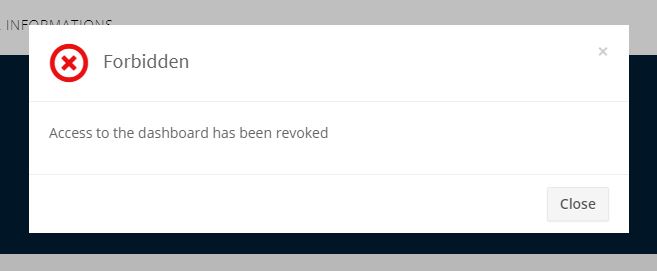 INFORMATIONS
Forbidden
×
Access to the dashboard has been revoked
Close